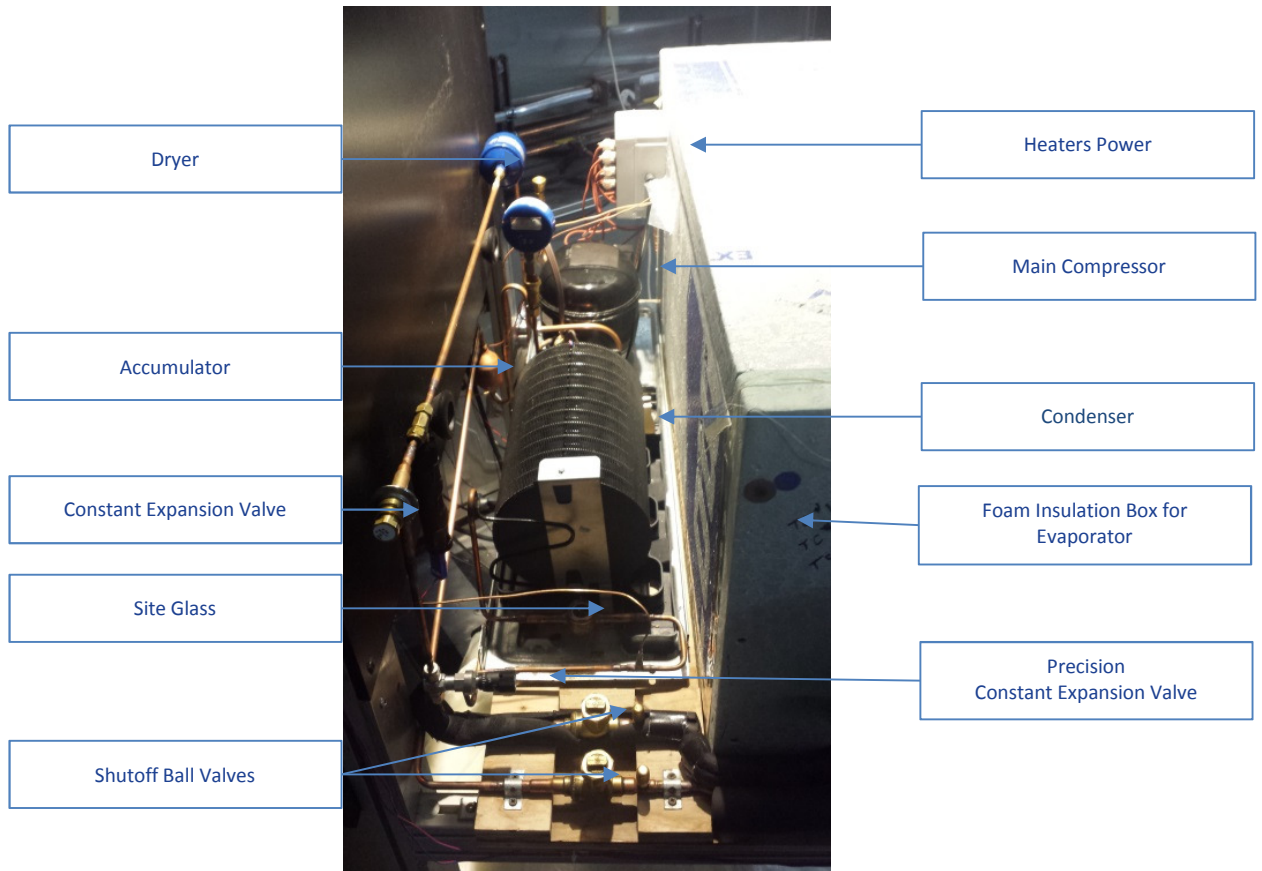 Dryer
Heaters Power
Main Compressor
Accumulator
Condenser
Constant Expansion Valve
Foam Insulation Box for
Evaporator
Site Glass
Precision
Constant Expansion Valve
Shutoff Ball Valves
EX